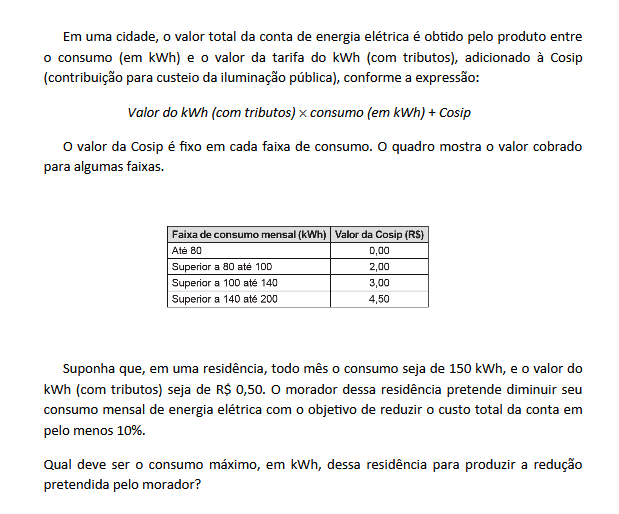 Em uma cidade, o valor total da conta de energia elétrica é obtido pelo produto entre
o consumo (em kWh) e o valor da tarifa do kWh (com tributos), adicionado à Cosip
(contribuição para custeio da iluminação pública), conforme a expressão:
Valor do kWh (com tributos) x consumo (em kWh) + Cosip
O valor da Cosip é fixo em cada faixa de consumo. O quadro mostra o valor cobrado
para algumas faixas.
Faixa de consumo mensal (kWh) Valor da Cosip (R$)
Até 80 0,00
Superior a 80 até 100 2,00
Superior a 100 até 140 3,00
Superior a 140 até 200 4,50
Suponha que, em uma residência, todo mês o consumo seja de 150 kWh, e o valor do
kWh (com tributos) seja de R$ 0,50. O morador dessa residência pretende diminuir seu
consumo mensal de energia elétrica com o objetivo de reduzir o custo total da conta em
pelo menos 10%.
Qual deve ser o consumo máximo, em kWh, dessa residência para produzir a redução
pretendida pelo morador?